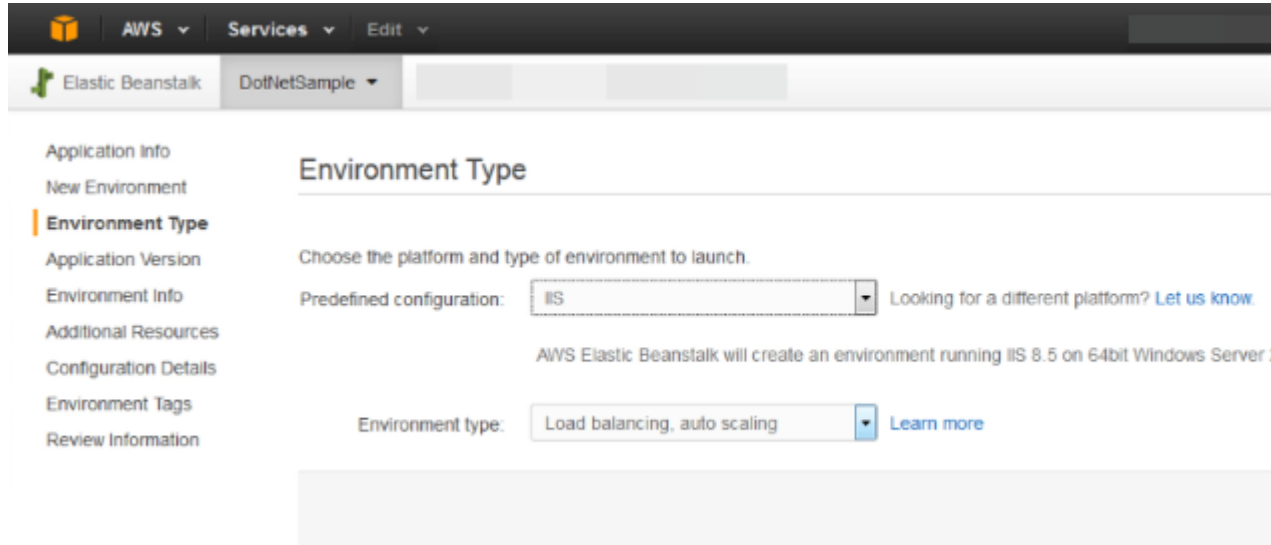 AWS Services Edit
Elastic Beanstalk DotNetSample
Application Info
New Environment
Environment Type
Application Version
Environment Info
Additional Resources
Configuration Details
Environment Tags
Review Information
Environment Type
Choose the platform and type of environment to launch.
Predefined configuration: IIS Looking for a different platform? Let us know.
AWS Elastic Beanstalk will create an environment running IIS 8.5 on 64bit Windows Server
Environment type: Load balancing, auto scaling Learn more